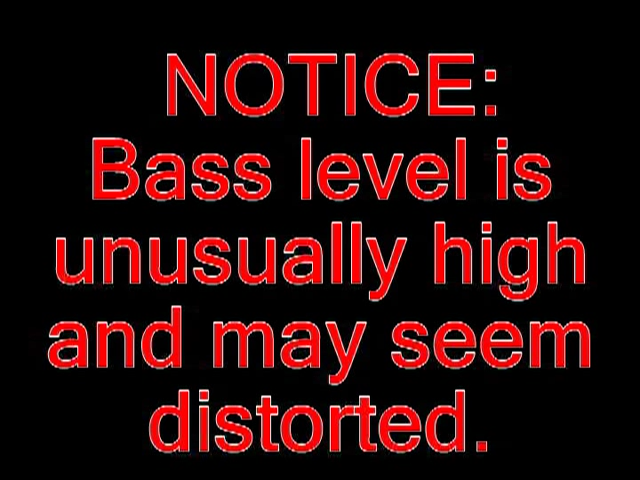 NOTICE:
Bass level is
unusually high
and may seem
distorted.